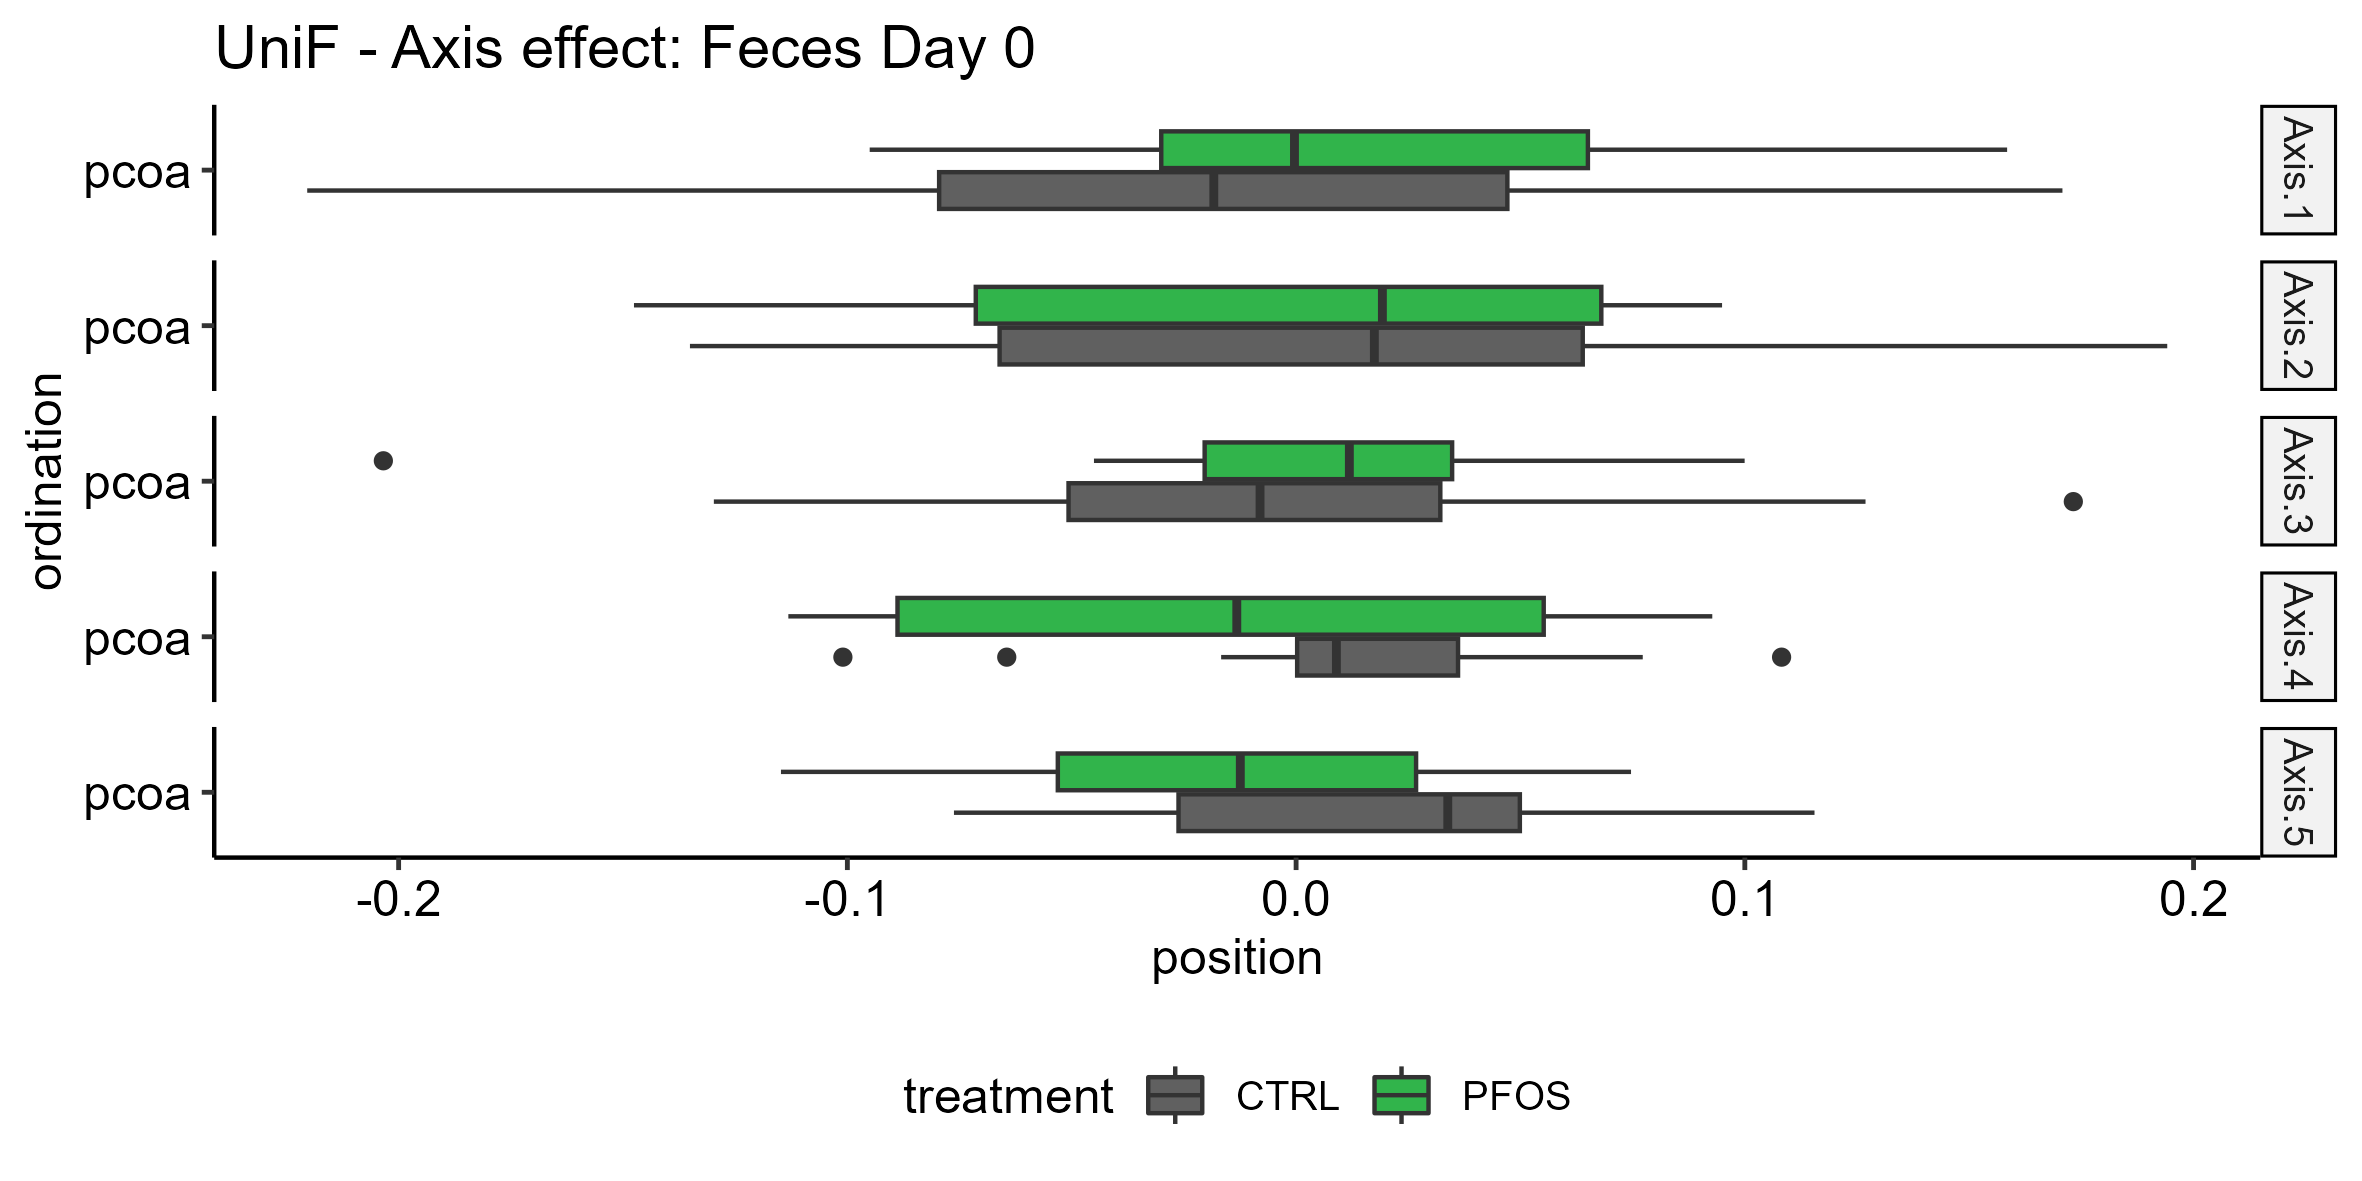 UniF - Axis effect: Feces Day 0
ordination
pcoa
Axis.1
pcoa
Axis.2
pcoa
Axis.3
pcoa
Axis.4
pcoa
Axis.5
-0.2 -0.1 0.0 0.1 0.2
position
treatment CTRL PFOS